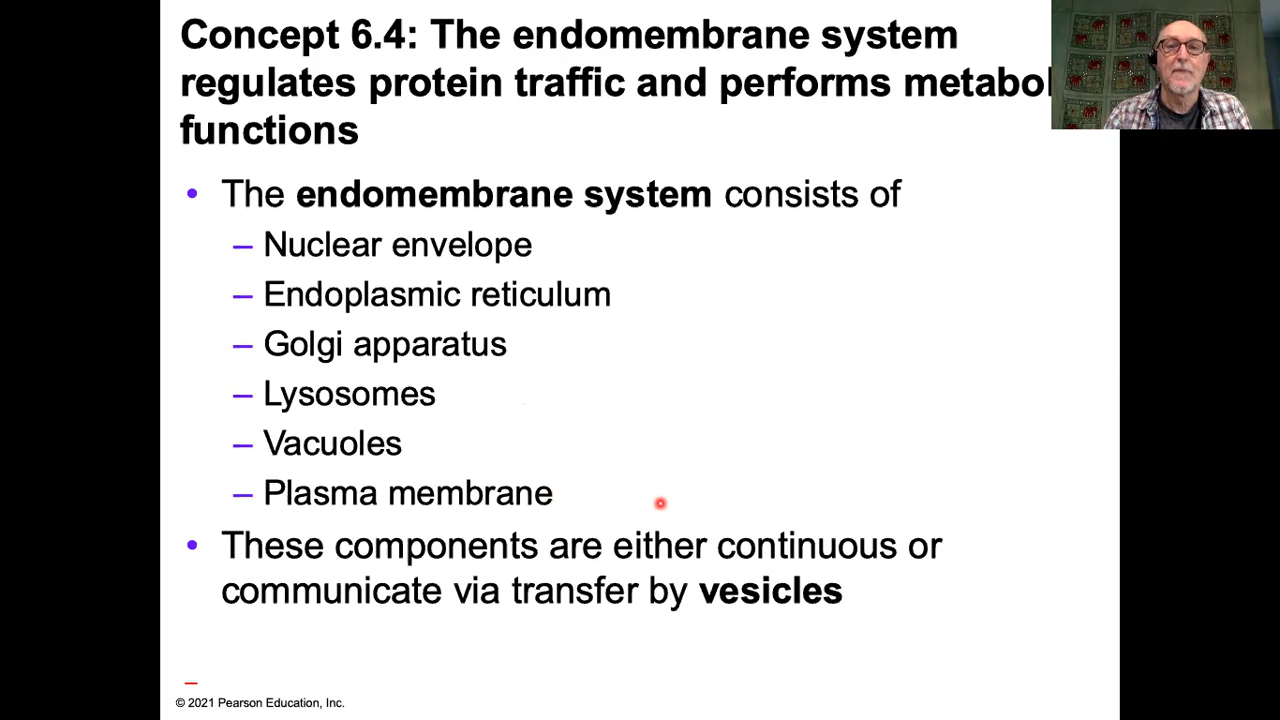 Concept 6.4: The endomembrane system
regulates protein traffic and performs metabol
functions
• The endomembrane system consists of
– Nuclear envelope
– Endoplasmic reticulum
– Golgi apparatus
– Lysosomes
– Vacuoles
– Plasma membrane
• These components are either continuous or
communicate via transfer by vesicles
–
© 2021 Pearson Education, Inc.